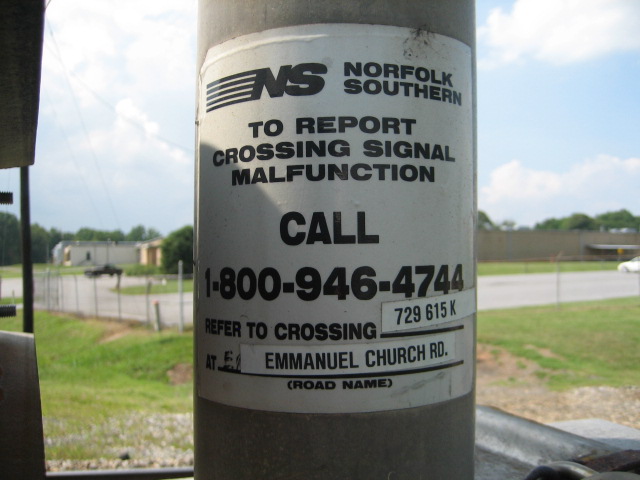 NS NORFOLK
SOUTHERN
TO REPORT
CROSSING SIGNAL
MALFUNCTION
CALL
1-800-946-4744
REFER TO CROSSING 729 615 K
AT EMMANUEL CHURCH RD.
(ROAD NAME)